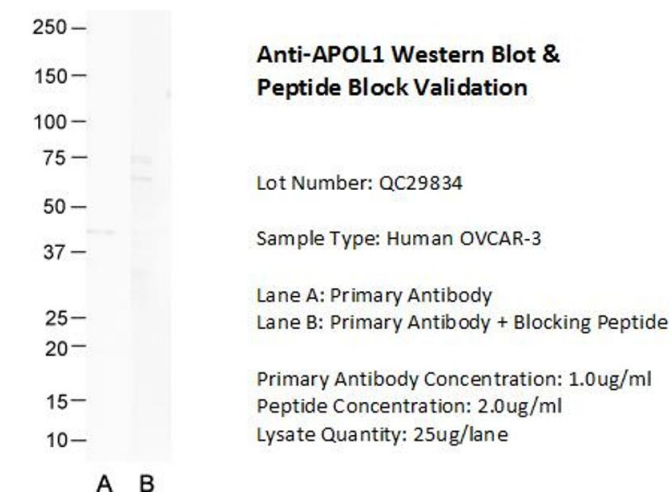 250
150
100
75
50
37
25
20
15
10
A B
Anti-APOL1 Western Blot &
Peptide Block Validation
Lot Number: QC29834
Sample Type: Human OVCAR-3
Lane A: Primary Antibody
Lane B: Primary Antibody + Blocking Peptide
Primary Antibody Concentration: 1.0ug/ml
Peptide Concentration: 2.0ug/ml
Lysate Quantity: 25ug/lane